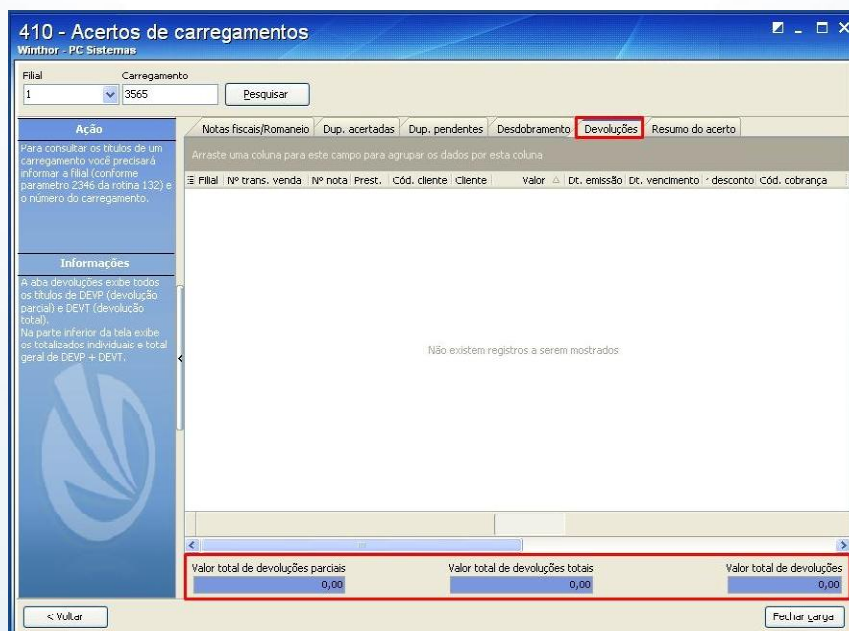 410 - Acertos de carregamentos
Winthor - PC Sistemas
Filial
Carregamento
1
3565
Pesquisar
Ação
Para consultar os títulos de um
carregamento você precisará
informar a filial (conforme
parametro 2346 da rotina 132) e
o número do carregamento.
Informações
A aba devoluções exibe todos
os títulos de DEVP (devolução
parcial) e DEVT (devolução
total).
Na parte inferior da tela exibe
os totalizados individuais e total
geral de DEVP + DEVT.
Notas fiscais/Romaneio Dup. acertadas Dup. pendentes Desdobramento Devoluções Resumo do acerto
Arraste uma coluna para este campo para agrupar os dados por esta coluna
Filial Nº trans. venda Nº nota Prest. Cód. cliente Cliente Valor Dt. emissão Dt. vencimento desconto Cód. cobrança
Não existem registros a serem mostrados
Valor total de devoluções parciais Valor total de devoluções totais Valor total de devoluções
0,00 0,00 0,00
< Voltar
Fechar carga